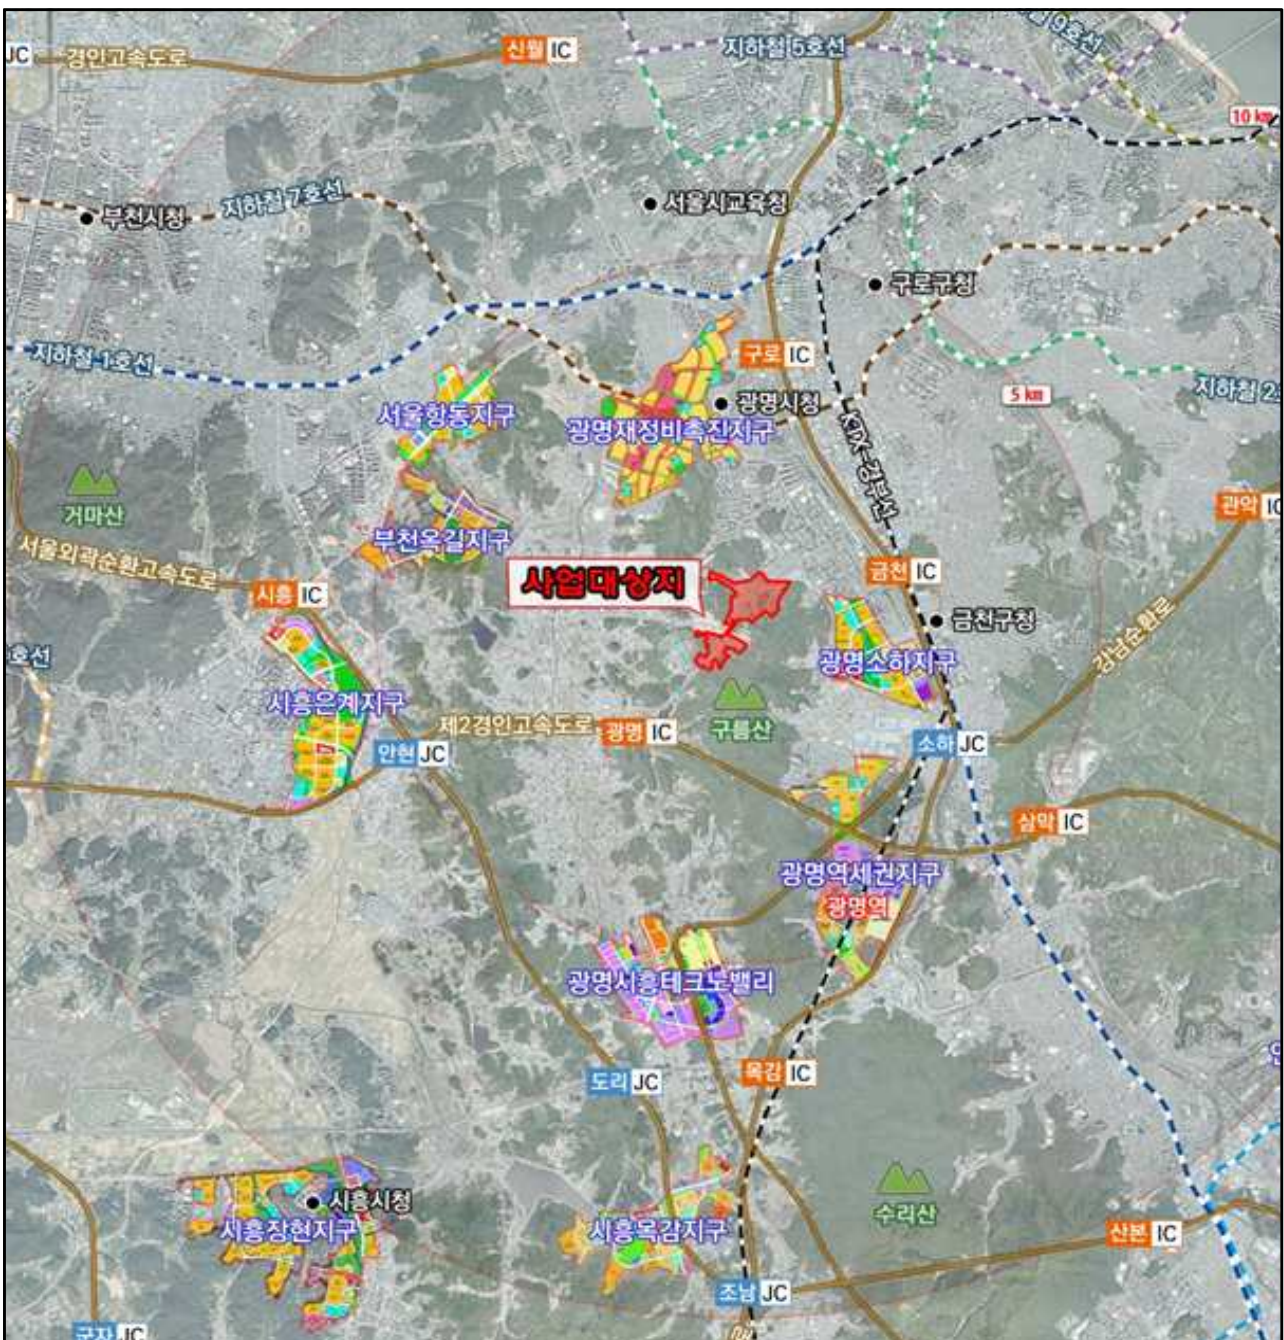 JC
경인고속도로
신월 IC
지하철 5호선
9호선
10 km
지하철 7호선
부천시청
서울시교육청
구로구청
지하철 1호선
구로 IC
5 km
지하철 2
서울항동지구
광명시청
광명재정비촉진지구
KTX-경부선
거마산
관악 IC
부천옥길지구
서울외곽순환고속도로
사업대상지
금천 IC
시흥 IC
금천구청
강남순환로
호선
광명소하지구
시흥은계지구
구름산
제2경인고속도로
광명 IC
안현 JC
소하 JC
삼막 IC
광명역세권지구
광명역
광명시흥테크노밸리
도리 JC
목감 IC
수리산
시흥시청
시흥장현지구
시흥목감지구
산본 IC
조남 JC
군자 JC